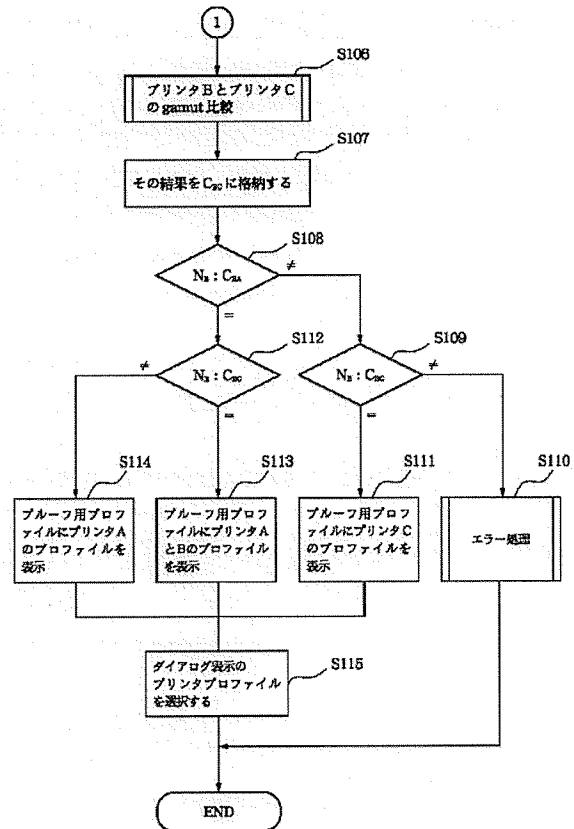 1
S106
プリンタBとプリンタC
のgamut比較
S107
その結果をCBCに格納する
S108
NB:CBA
≠
=
S112
NB:CBC
≠
=
S109
NB:CBC
≠
=
S114
プルーフ用プロフ
ァイルにプリンタA
のプロファイルを
表示
S113
プルーフ用プロフ
ァイルにプリンタA
とBのプロファイル
を表示
S111
プルーフ用プロフ
ァイルにプリンタC
のプロファイルを
表示
S110
エラー処理
S115
ダイアログ表示の
プリンタプロファイル
を選択する
END